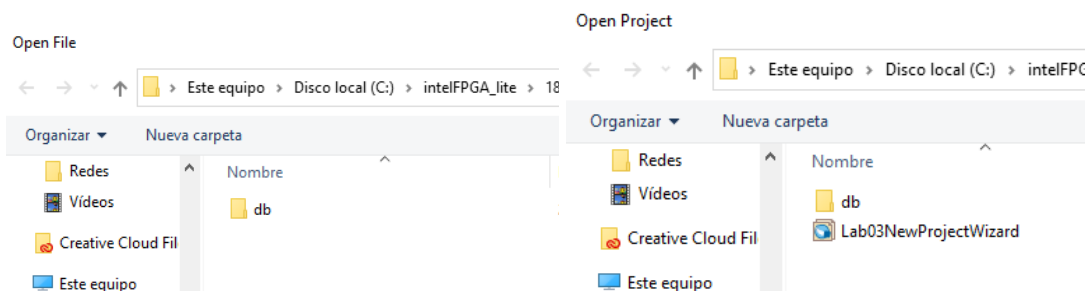 Open File
Este equipo > Disco local (C:) > intelFPGA_lite > 18
Organizar Nueva carpeta
Redes
Vídeos
Creative Cloud Fil
Este equipo
Nombre
db
Open Project
Este equipo > Disco local (C:) > intelFPG
Organizar Nueva carpeta
Redes
Vídeos
Creative Cloud Fil
Este equipo
Nombre
db
Lab03NewProjectWizard